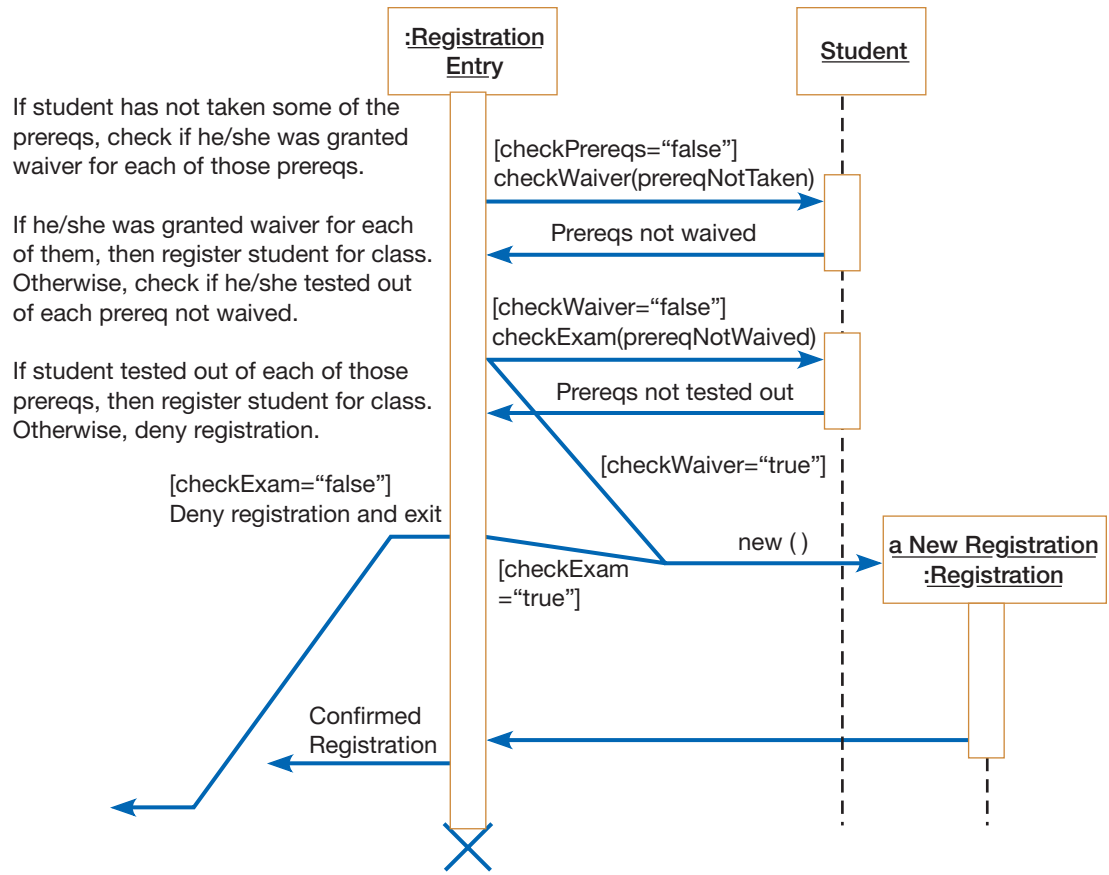 :Registration
Entry
Student
If student has not taken some of the
prereqs, check if he/she was granted
waiver for each of those prereqs.
[checkPrereqs=“false”]
checkWaiver(prereqNotTaken)
If he/she was granted waiver for each
of them, then register student for class.
Otherwise, check if he/she tested out
of each prereq not waived.
Prereqs not waived
[checkWaiver=“false”]
checkExam(prereqNotWaived)
If student tested out of each of those
prereqs, then register student for class.
Otherwise, deny registration.
Prereqs not tested out
[checkWaiver=“true”]
[checkExam=“false”]
Deny registration and exit
new ( )
a New Registration
:Registration
[checkExam
=“true”]
Confirmed
Registration